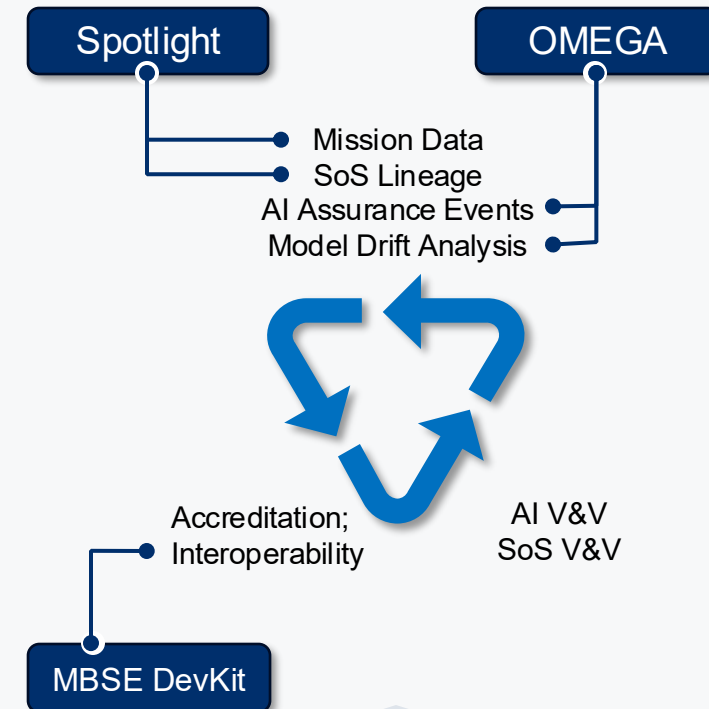 Spotlight
OMEGA
Mission Data
SoS Lineage
AI Assurance Events
Model Drift Analysis
Accreditation;
Interoperability
AI V&V
SoS V&V
MBSE DevKit